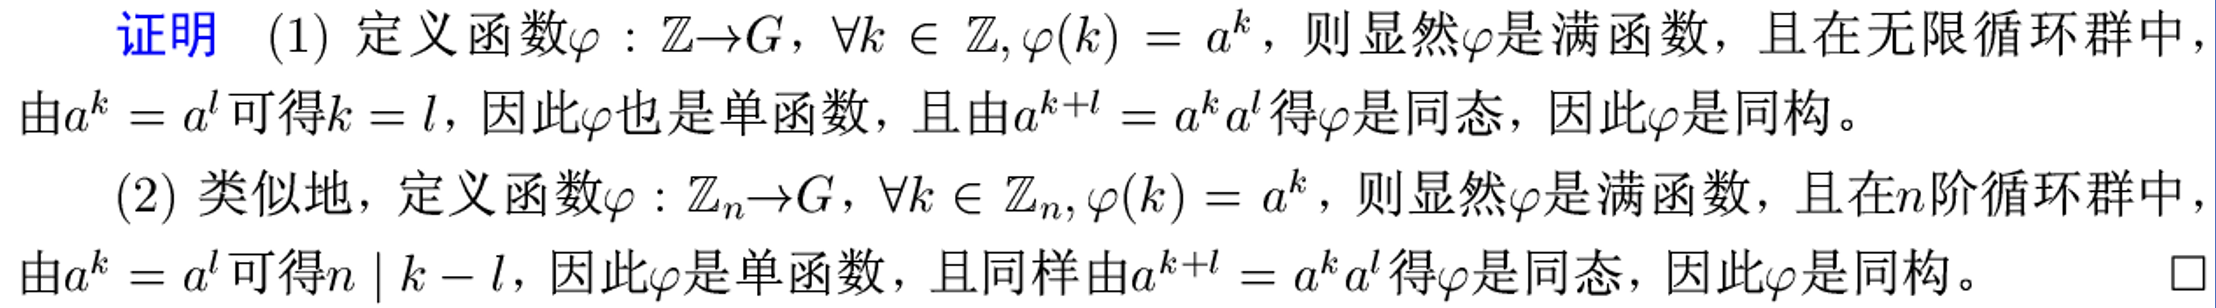 证明 (1) 定义函数φ : ℤ→G，∀k ∈ ℤ, φ(k) = a^k，则显然φ是满函数，且在无限循环群中，
由a^k = a^l可得k = l，因此φ也是单函数，且由a^{k+l} = a^k a^l得φ是同态，因此φ是同构。
(2) 类似地，定义函数φ : ℤ_n→G，∀k ∈ ℤ_n, φ(k) = a^k，则显然φ是满函数，且在n阶循环群中，
由a^k = a^l可得n | k − l，因此φ是单函数，且同样由a^{k+l} = a^k a^l得φ是同态，因此φ是同构。 □